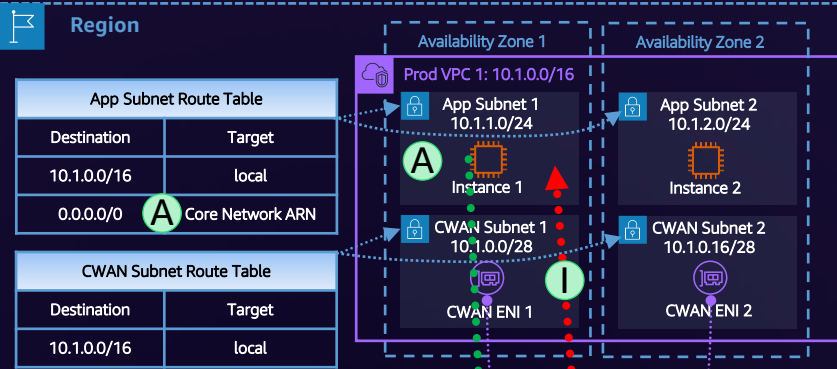 Region
Availability Zone 1
Availability Zone 2
Prod VPC 1: 10.1.0.0/16
App Subnet Route Table
Destination Target
10.1.0.0/16 local
0.0.0.0/0 A Core Network ARN
App Subnet 1
10.1.1.0/24
A
Instance 1
App Subnet 2
10.1.2.0/24
Instance 2
CWAN Subnet Route Table
Destination Target
10.1.0.0/16 local
CWAN Subnet 1
10.1.0.0/28
I
CWAN ENI 1
CWAN Subnet 2
10.1.0.16/28
CWAN ENI 2